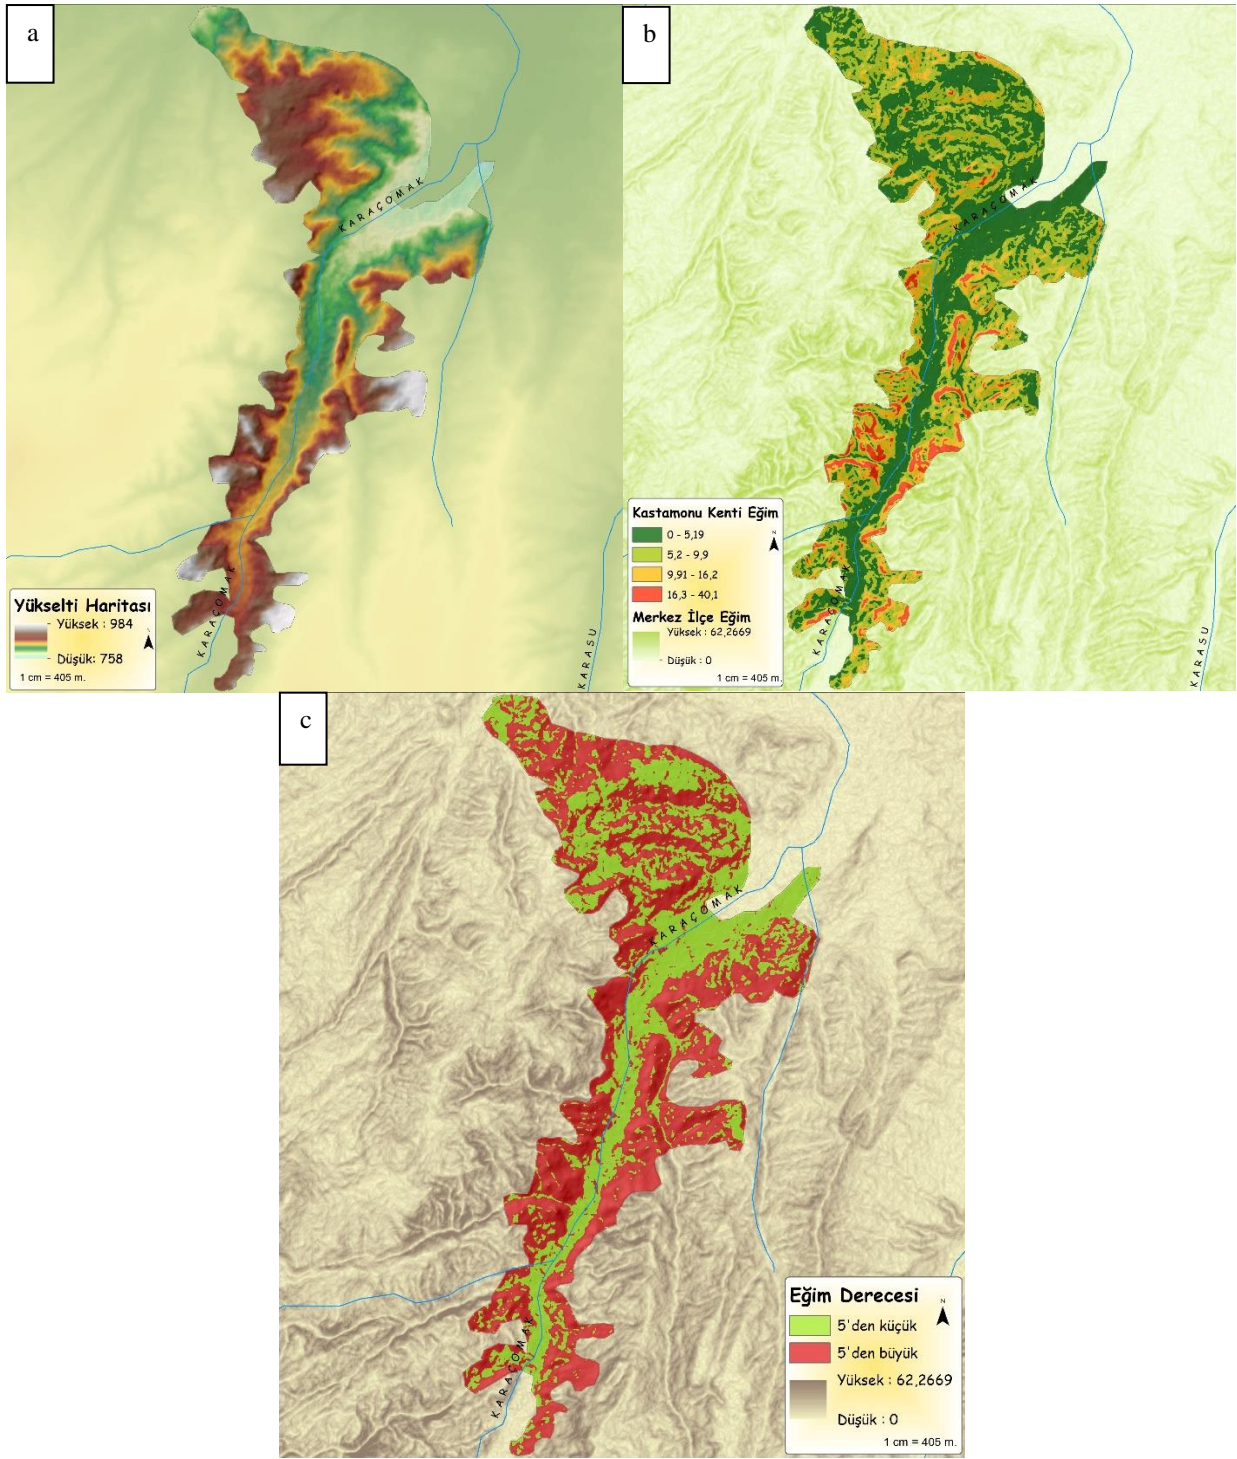 a
KARAÇOMAK
KARAÇOMAK
Yükselti Haritası
Yüksek : 984
Düşük: 758
1 cm = 405 m.
KARASU
b
KARAÇOMAK
KARAÇOMAK
Kastamonu Kenti Eğim
N
0 - 5,19
5,2 - 9,9
9,91 - 16,2
16,3 - 40,1
Merkez İlçe Eğim
Yüksek : 62,2669
Düşük : 0
1 cm = 405 m.
KARASU
c
KARAÇOMAK
KARAÇOMAK
Eğim Derecesi
N
5'den küçük
5'den büyük
Yüksek : 62,2669
Düşük : 0
1 cm = 405 m.